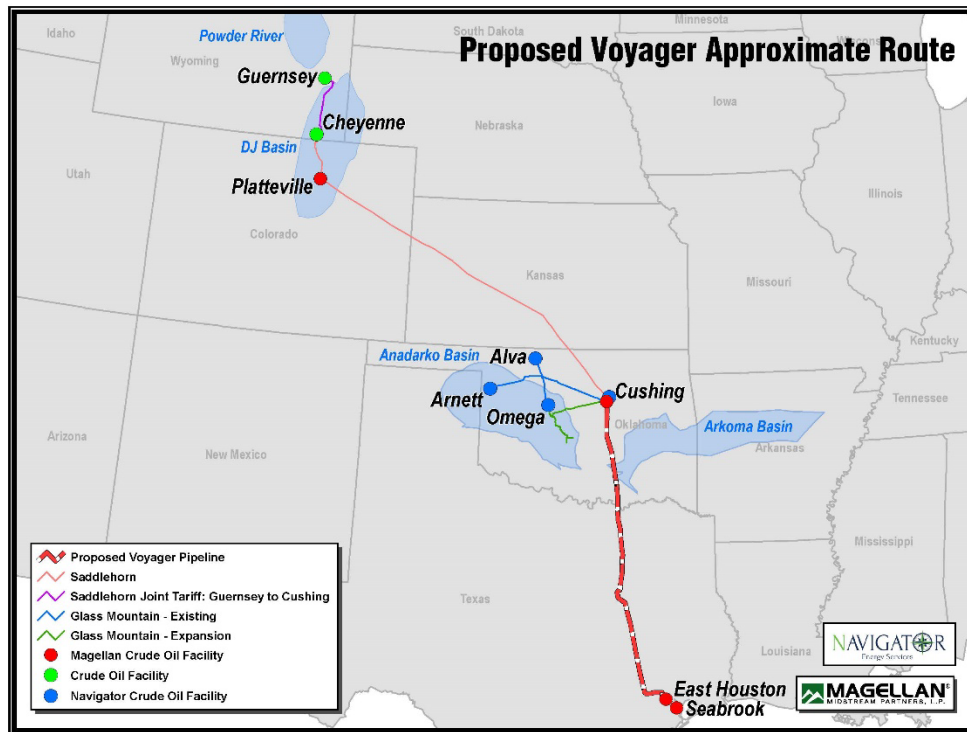 Proposed Voyager Approximate Route
Idaho
Wyoming
South Dakota
Minnesota
Wisconsin
Powder River
Guernsey
Cheyenne
DJ Basin
Platteville
Nebraska
Iowa
Utah
Colorado
Illinois
Kansas
Missouri
Kentucky
Anadarko Basin
Alva
Arnett
Omega
Cushing
Oklahoma
Arkoma Basin
Arkansas
Tennessee
Arizona
New Mexico
Mississippi
Texas
Louisiana
East Houston
Seabrook
Proposed Voyager Pipeline
Saddlehorn
Saddlehorn Joint Tariff: Guernsey to Cushing
Glass Mountain - Existing
Glass Mountain - Expansion
Magellan Crude Oil Facility
Crude Oil Facility
Navigator Crude Oil Facility
NAVIGATOR
Energy Services
MAGELLAN
MIDSTREAM PARTNERS, L.P.